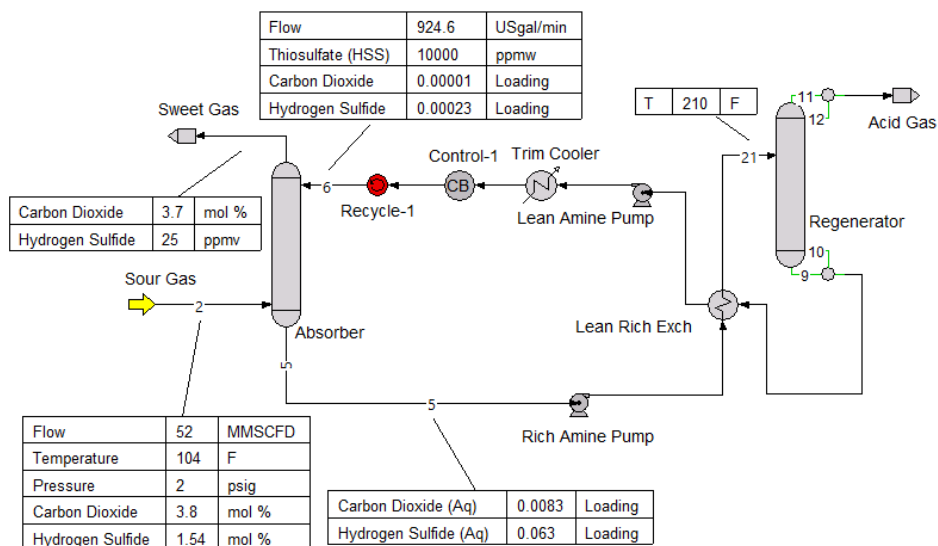 Flow 924.6 USgal/min
Thiosulfate (HSS) 10000 ppmw
Carbon Dioxide 0.00001 Loading
Hydrogen Sulfide 0.00023 Loading
T 210 F
11
12
Acid Gas
Sweet Gas
21
Control-1
Trim Cooler
6
CB
Recycle-1
Lean Amine Pump
Carbon Dioxide 3.7 mol %
Hydrogen Sulfide 25 ppmv
Regenerator
10
9
Sour Gas
2
Absorber
Lean Rich Exch
5
5
Rich Amine Pump
Flow 52 MMSCFD
Temperature 104 F
Pressure 2 psig
Carbon Dioxide 3.8 mol %
Hydrogen Sulfide 1.54 mol %
Carbon Dioxide (Aq) 0.0083 Loading
Hydrogen Sulfide (Aq) 0.063 Loading